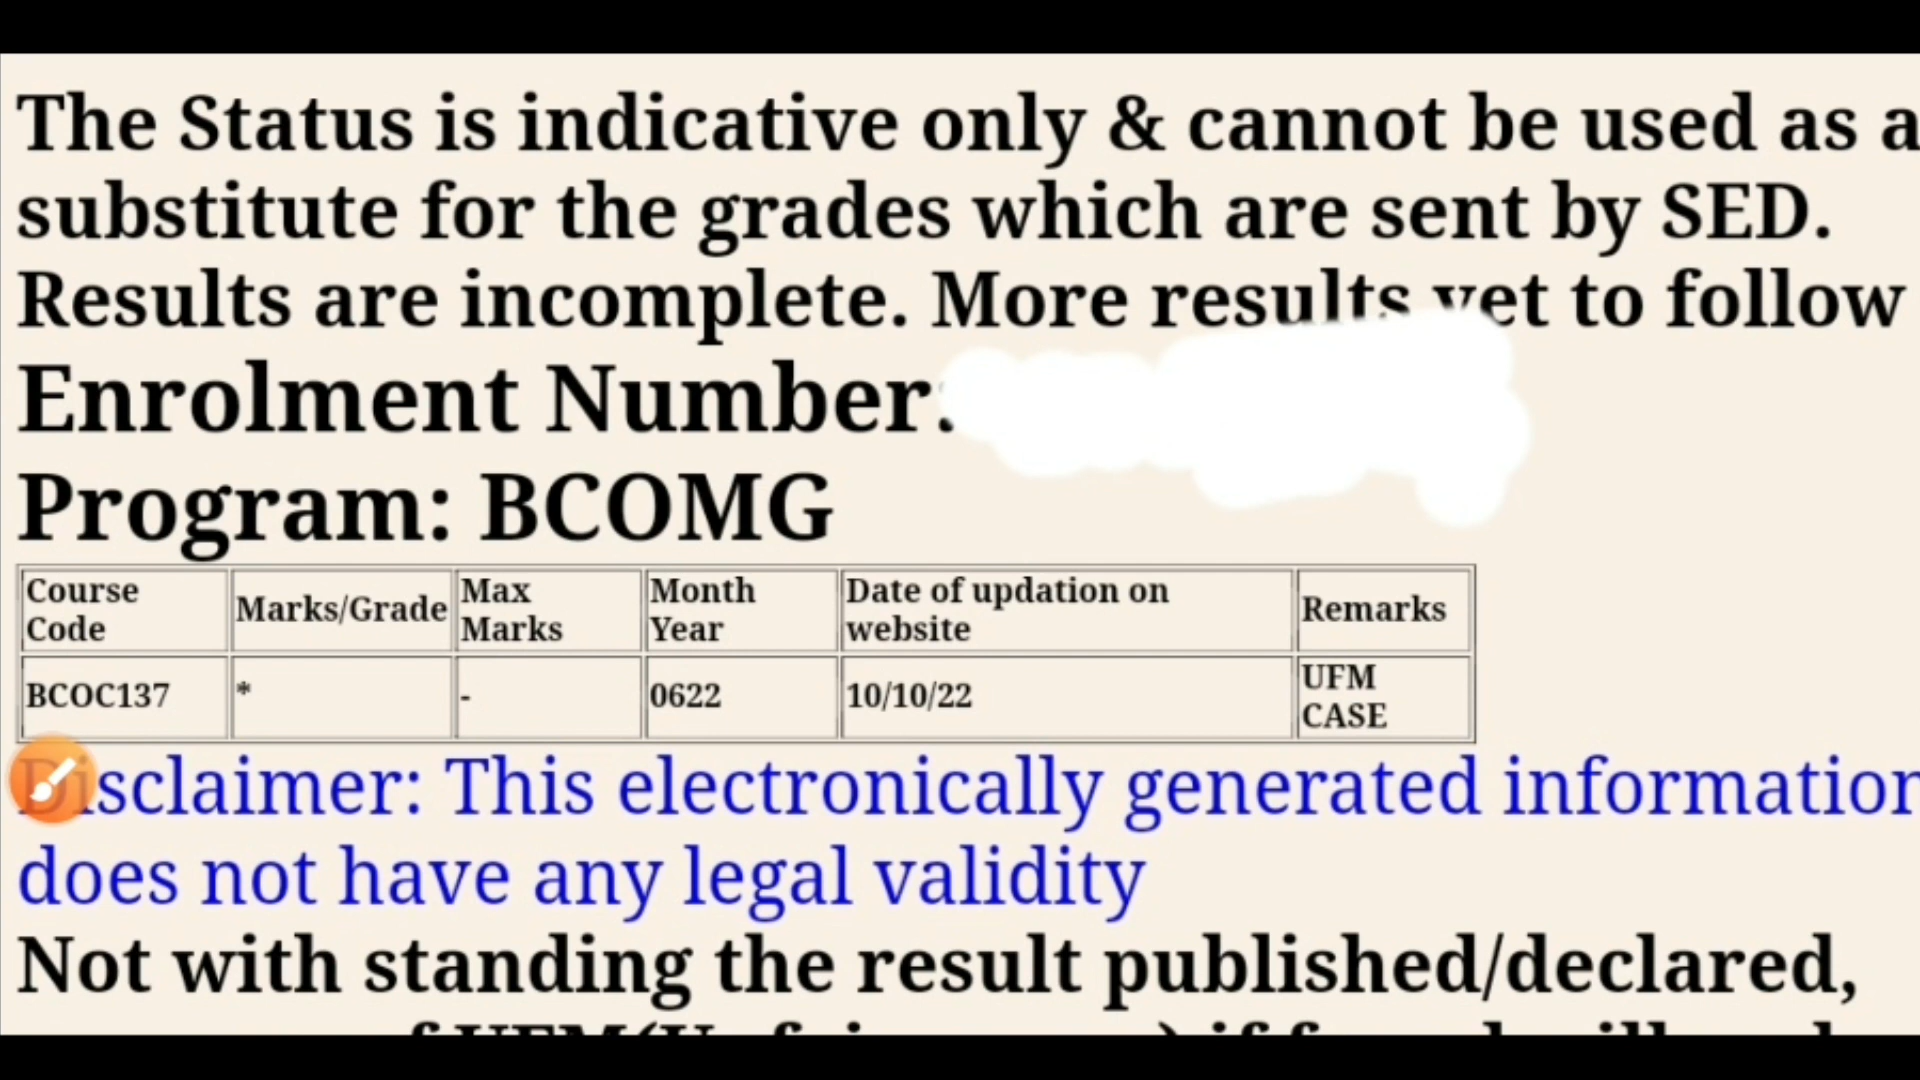 The Status is indicative only & cannot be used as a
substitute for the grades which are sent by SED.
Results are incomplete. More results yet to follow
Enrolment Number:
Program: BCOMG
Course Code Marks/Grade Max Marks Month Year Date of updation on website Remarks
BCOC137 * - 0622 10/10/22 UFM CASE
Disclaimer: This electronically generated information
does not have any legal validity
Not with standing the result published/declared,